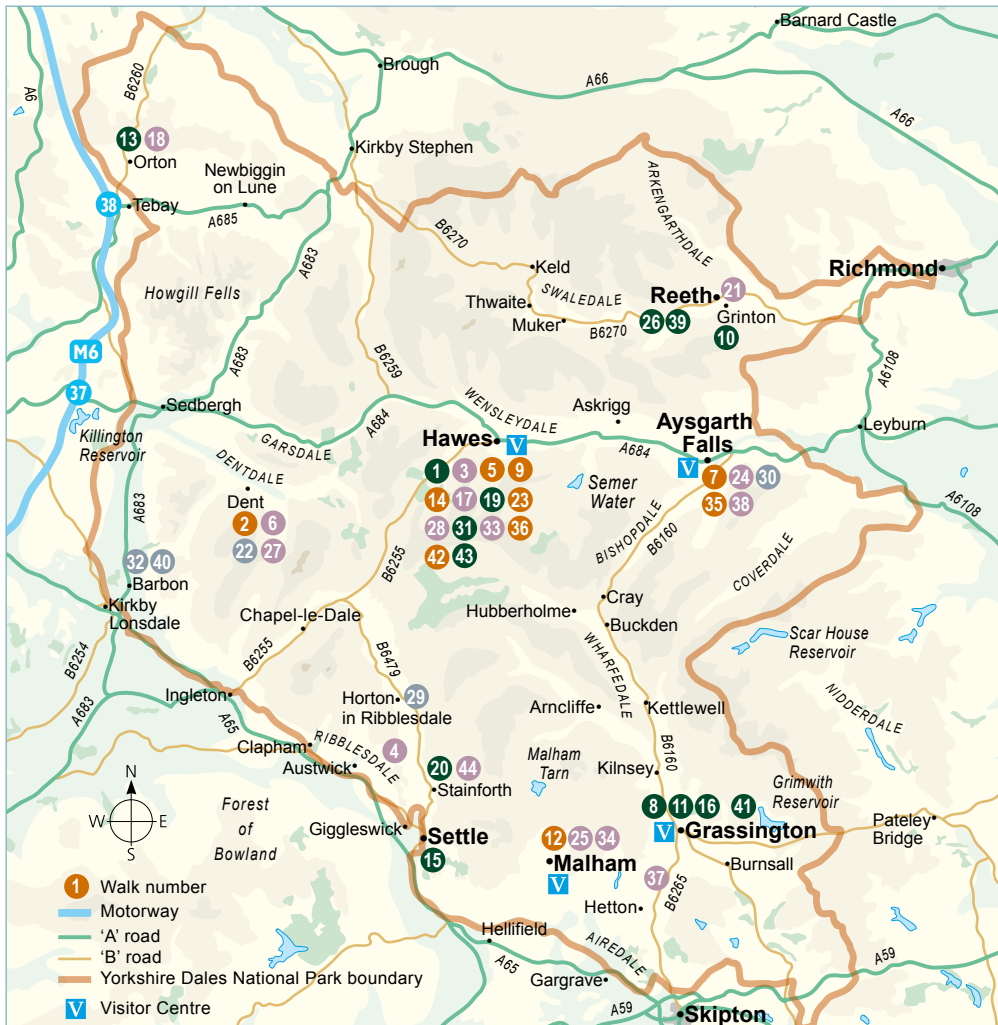 Barnard Castle
Brough
A66
A6
B6260
A66
13 18
Orton
Kirkby Stephen
Newbiggin
on Lune
ARKENGARTHDALE
38
Tebay
A685
B6270
A683
Keld
Richmond
Howgill Fells
SWALEDALE
Reeth
21
Thwaite
Grinton
Muker
B6270
26 39
10
M6
A683
B6259
A6108
37
Sedbergh
WENSLEYDALE
Askrigg
Aysgarth
Falls
Leyburn
Killington
Reservoir
GARSDALE
A684
Hawes
V
A684
V
DENTDALE
1 3 5 9
7 24 30
Semer
Water
A683
Dent
14 17 19 23
35 38
A6108
2 6
28 31 33 36
BISHOPDALE
B6160
22 27
B6255
42 43
COVERDALE
32 40
Barbon
Kirkby
Lonsdale
Chapel-le-Dale
Hubberholme
Cray
Buckden
Scar House
Reservoir
B6254
B6255
B6479
WHARFEDALE
NIDDERDALE
A683
Ingleton
Horton
in Ribblesdale
29
Arncliffe
Kettlewell
A65
Clapham
RIBBLESDALE
4
B6160
Austwick
Malham
Tarn
Kilnsey
20 44
Stainforth
Grimwith
Reservoir
N
W E
S
Forest
of
Bowland
8 11 16 41
Giggleswick
Settle
V
Grassington
Pateley
Bridge
15
12 25 34
Malham
V
Burnsall
37
B6265
Hetton
1 Walk number
Motorway
‘A’ road
‘B’ road
Yorkshire Dales National Park boundary
V Visitor Centre
Hellifield
AIREDALE
A65
Gargrave
A59
A59
Skipton